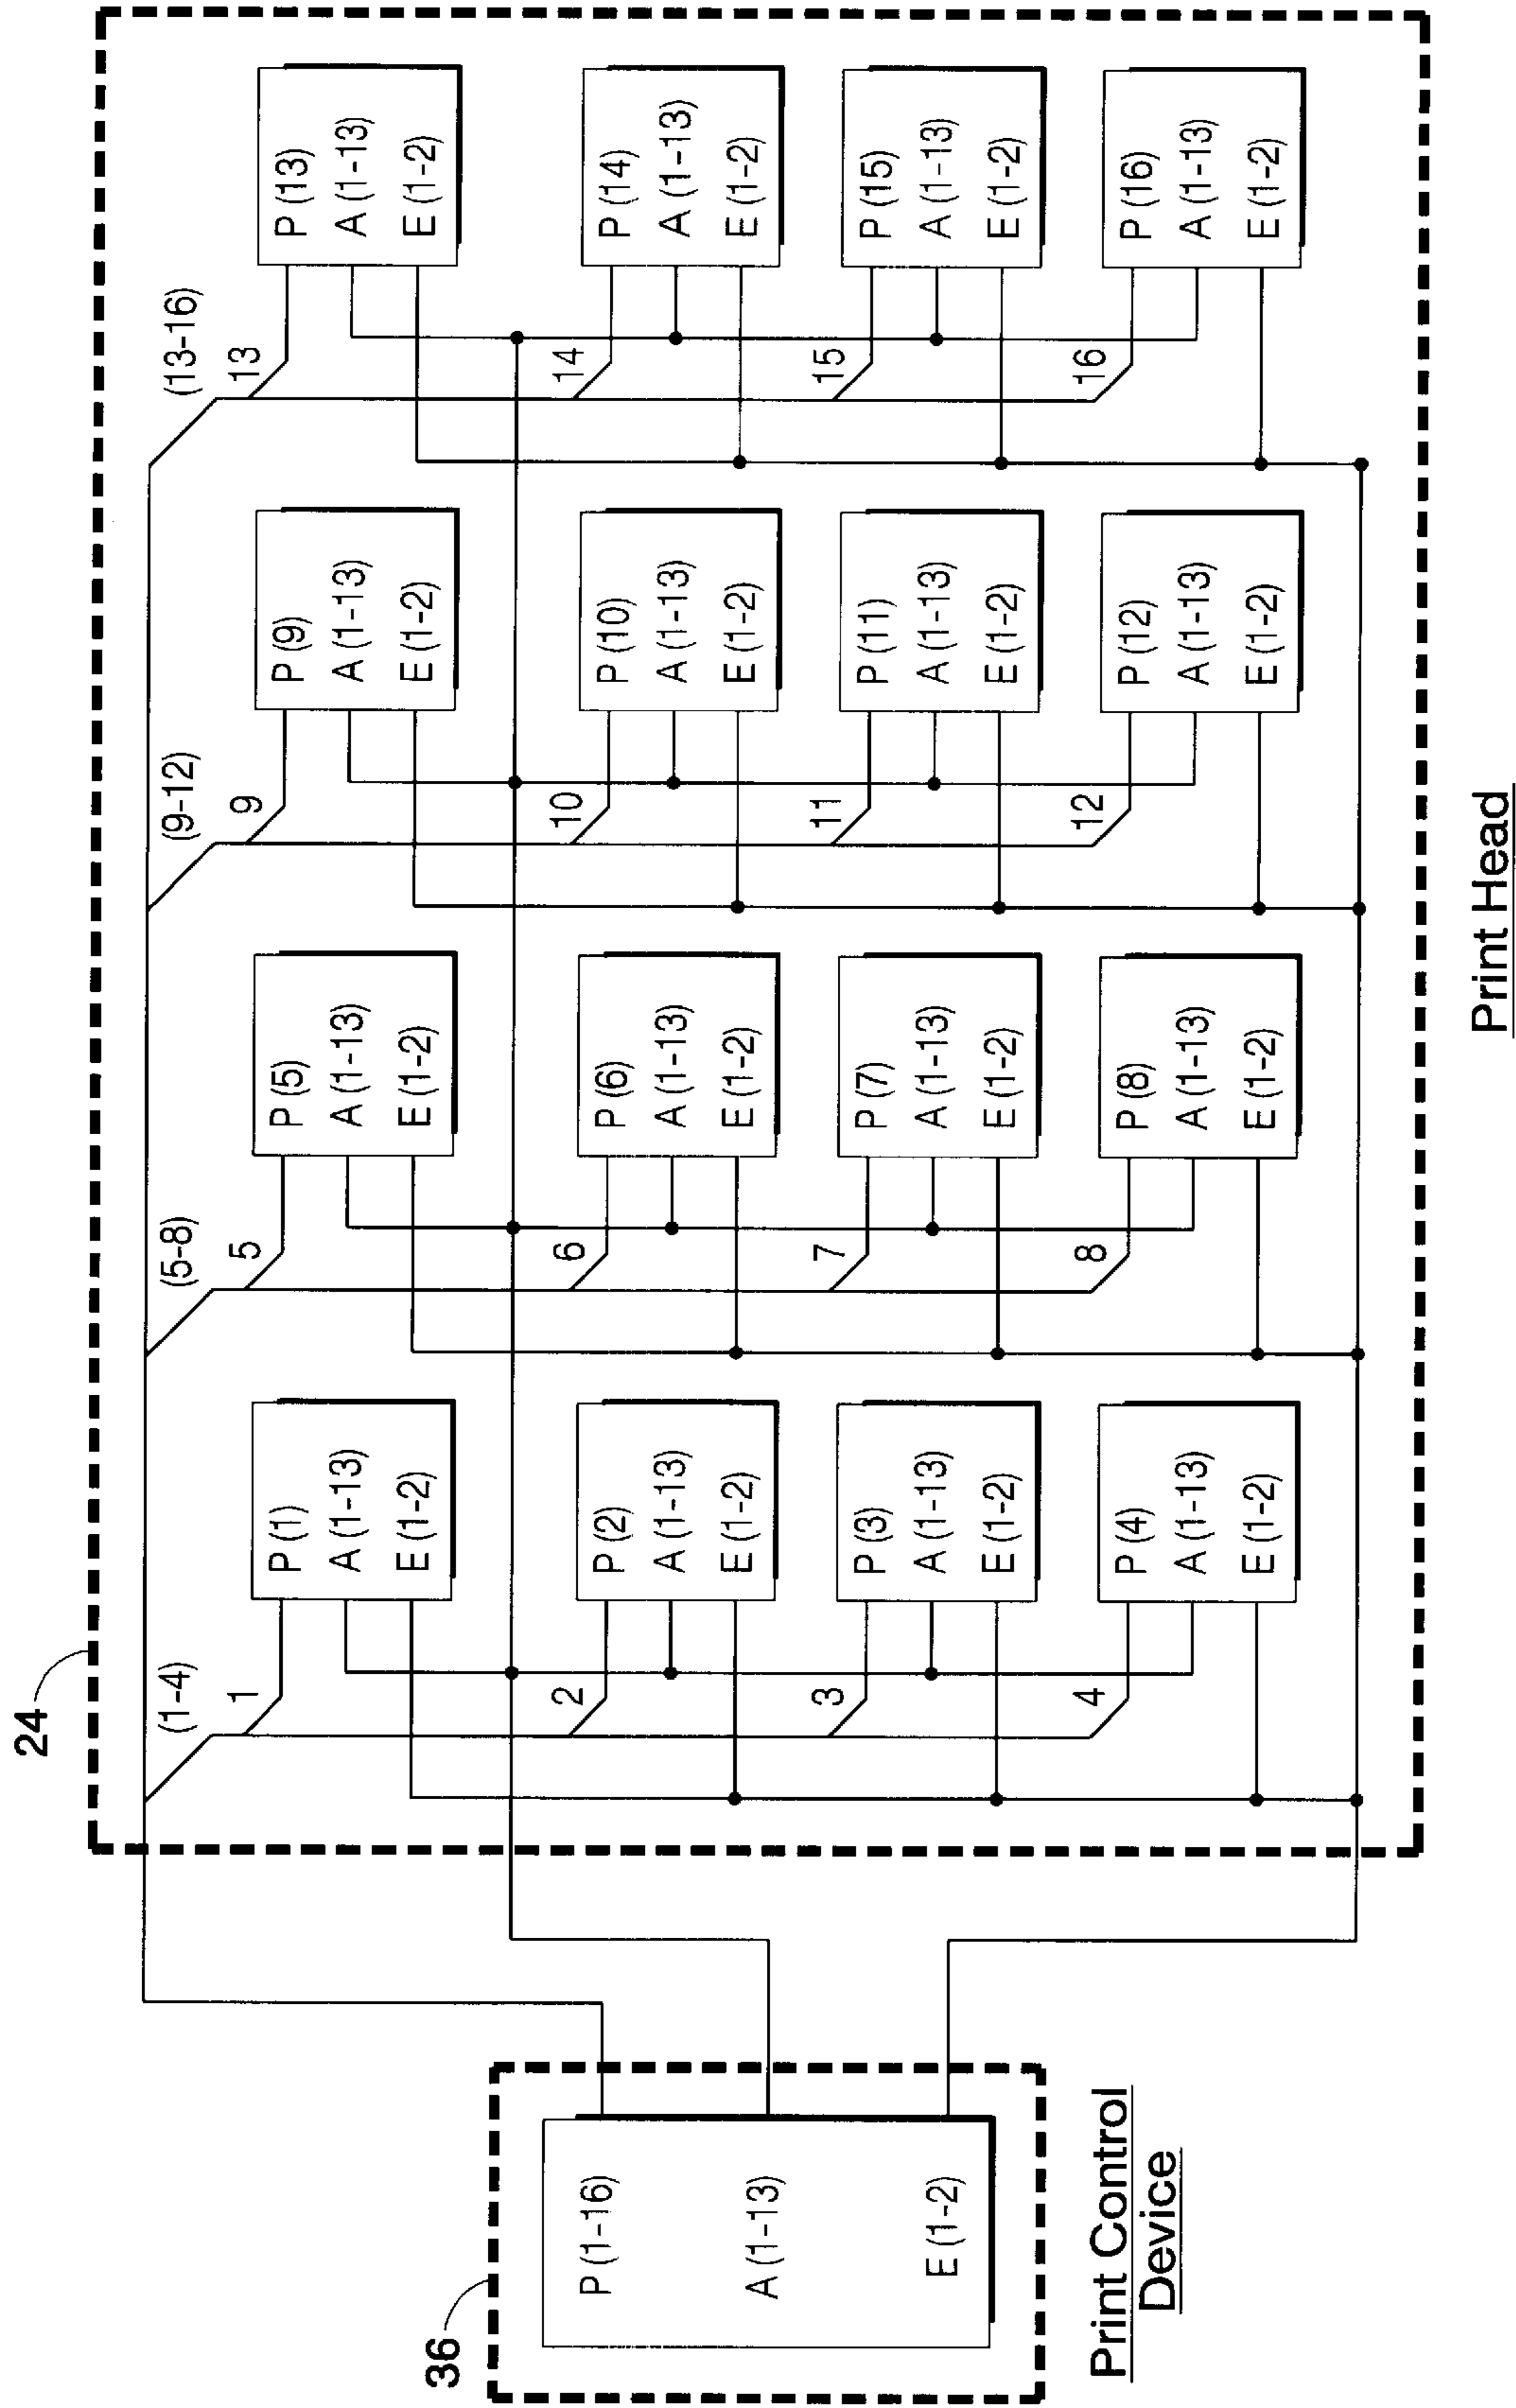 24
(1-4)
(5-8)
(9-12)
(13-16)
1
P (1)
A (1-13)
E (1-2)
5
P (5)
A (1-13)
E (1-2)
9
P (9)
A (1-13)
E (1-2)
13
P (13)
A (1-13)
E (1-2)
2
P (2)
A (1-13)
E (1-2)
6
P (6)
A (1-13)
E (1-2)
10
P (10)
A (1-13)
E (1-2)
14
P (14)
A (1-13)
E (1-2)
3
P (3)
A (1-13)
E (1-2)
7
P (7)
A (1-13)
E (1-2)
11
P (11)
A (1-13)
E (1-2)
15
P (15)
A (1-13)
E (1-2)
4
P (4)
A (1-13)
E (1-2)
8
P (8)
A (1-13)
E (1-2)
12
P (12)
A (1-13)
E (1-2)
16
P (16)
A (1-13)
E (1-2)
36
P (1-16)
A (1-13)
E (1-2)
Print Control
Device
Print Head